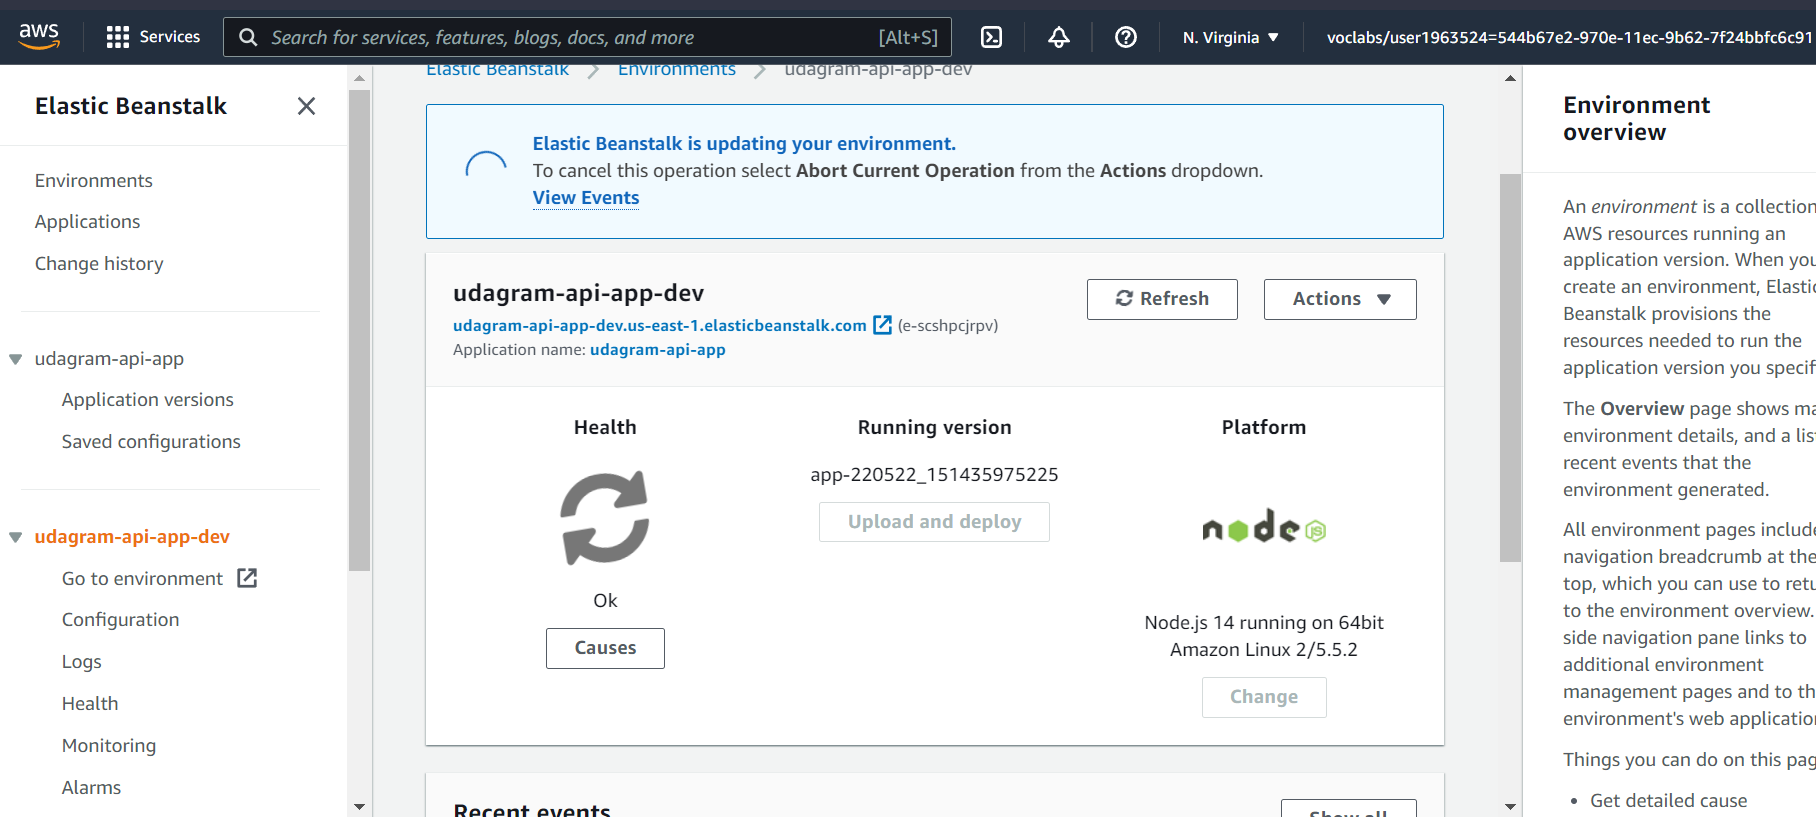 aws
Services
Search for services, features, blogs, docs, and more
[Alt+S]
N. Virginia
voclabs/user1963524=544b67e2-970e-11ec-9b62-7f24bbfc6c91
Elastic Beanstalk
Environments
Applications
Change history
udagram-api-app
Application versions
Saved configurations
udagram-api-app-dev
Go to environment
Configuration
Logs
Health
Monitoring
Alarms
Elastic Beanstalk
Environments
udagram-api-app-dev
Elastic Beanstalk is updating your environment.
To cancel this operation select Abort Current Operation from the Actions dropdown.
View Events
udagram-api-app-dev
Refresh
Actions
udagram-api-app-dev.us-east-1.elasticbeanstalk.com (e-scshpcjrpv)
Application name: udagram-api-app
Health
Ok
Causes
Running version
app-220522_151435975225
Upload and deploy
Platform
node JS
Node.js 14 running on 64bit
Amazon Linux 2/5.5.2
Change
Recent events
Show all
Environment
overview
An environment is a collection
AWS resources running an
application version. When you
create an environment, Elastic
Beanstalk provisions the
resources needed to run the
application version you specif
The Overview page shows ma
environment details, and a lis
recent events that the
environment generated.
All environment pages include
navigation breadcrumb at the
top, which you can use to retu
to the environment overview.
side navigation pane links to
additional environment
management pages and to th
environment's web application
Things you can do on this pag
• Get detailed cause